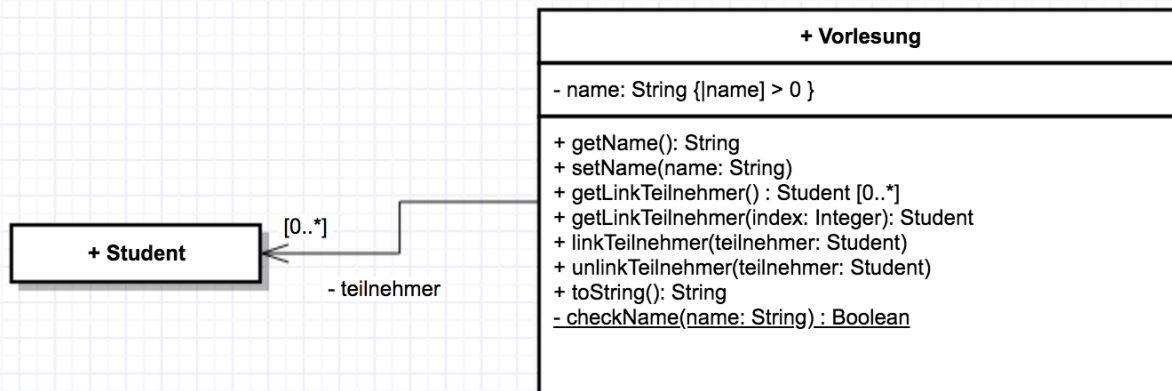 + Vorlesung
- name: String {|name] > 0 }
+ getName(): String
+ setName(name: String)
+ getLinkTeilnehmer() : Student [0..*]
+ getLinkTeilnehmer(index: Integer): Student
+ linkTeilnehmer(teilnehmer: Student)
+ unlinkTeilnehmer(teilnehmer: Student)
+ toString(): String
- checkName(name: String) : Boolean
+ Student
[0..*]
- teilnehmer